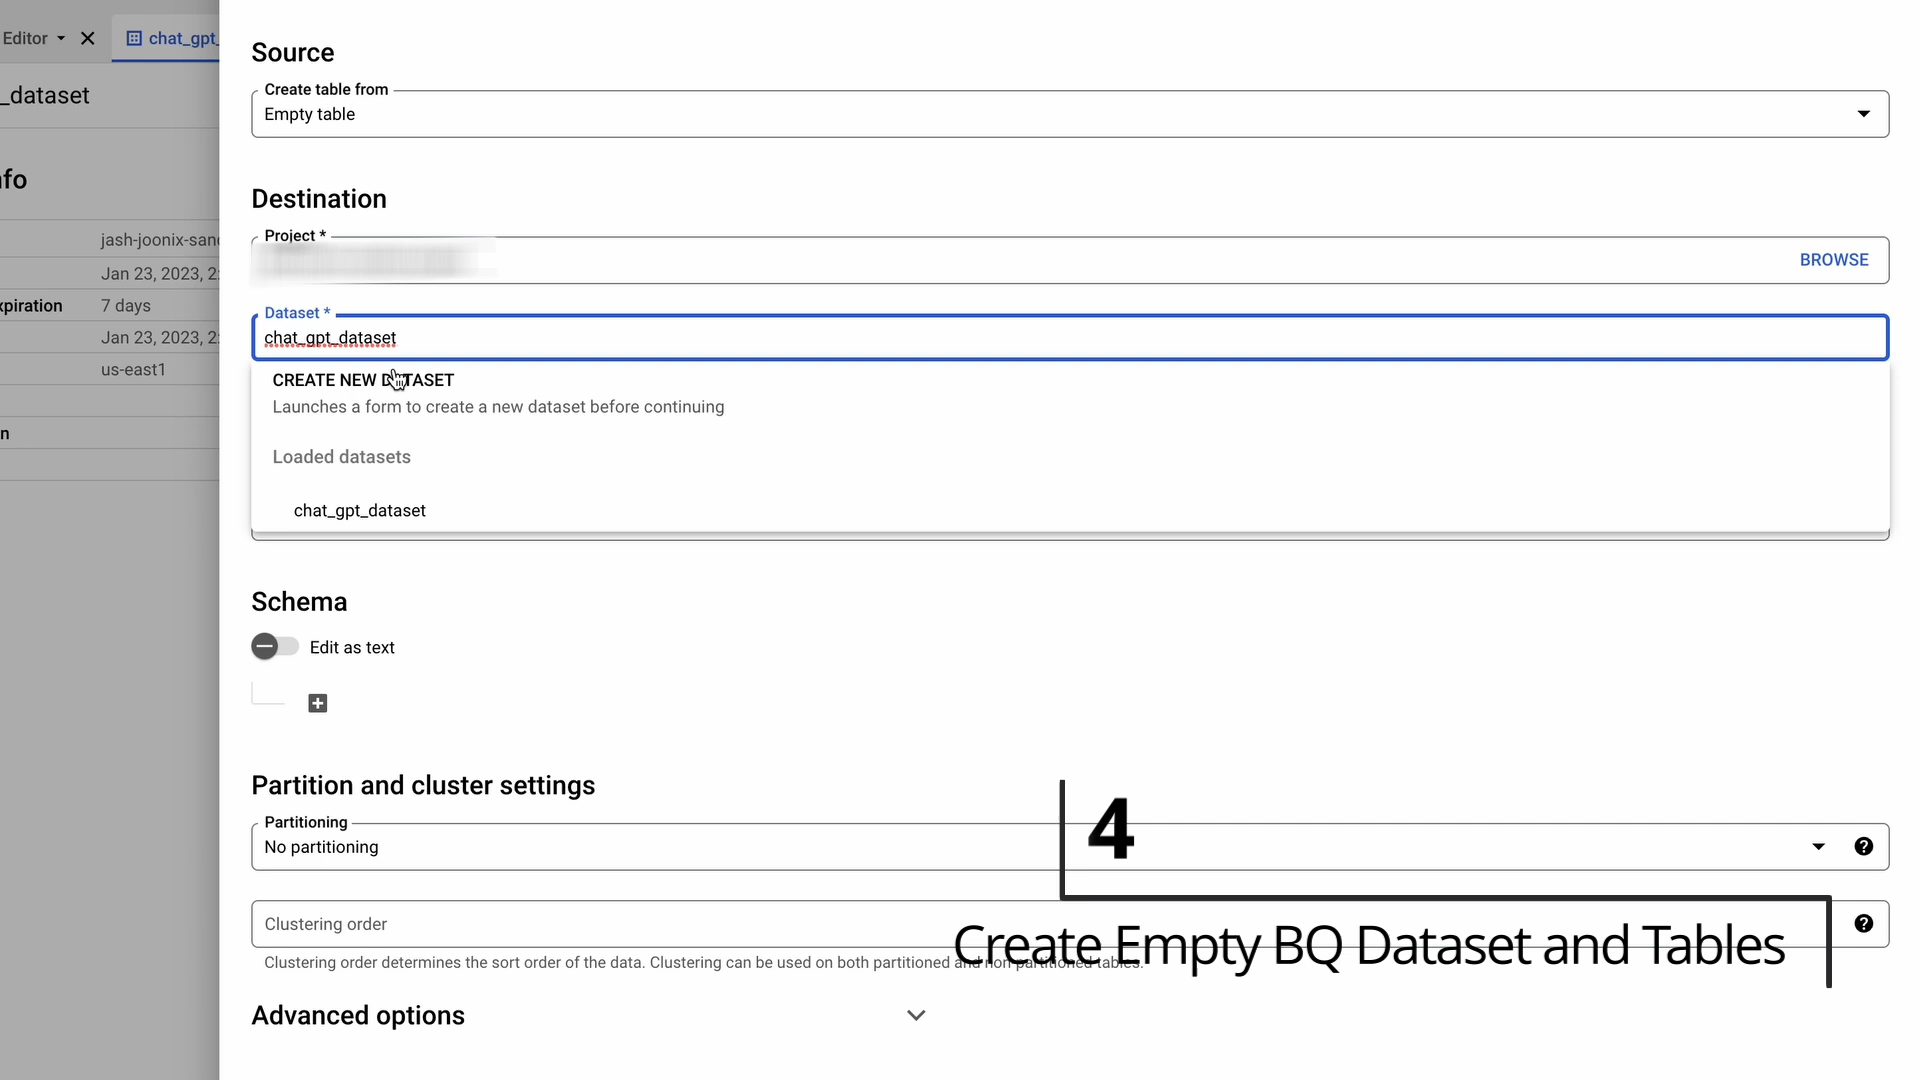 Editor
chat_gpt_
_dataset
nfo
jash-joonix-sand
Jan 23, 2023, 2:
xpiration 7 days
Jan 23, 2023, 2:
us-east1
n
Source
Create table from
Empty table
Destination
Project *
BROWSE
Dataset *
chat_gpt_dataset
CREATE NEW DATASET
Launches a form to create a new dataset before continuing
Loaded datasets
chat_gpt_dataset
Schema
Edit as text
Partition and cluster settings
Partitioning
No partitioning
Clustering order
Clustering order determines the sort order of the data. Clustering can be used on both partitioned and non-partitioned tables.
Advanced options
4
Create Empty BQ Dataset and Tables